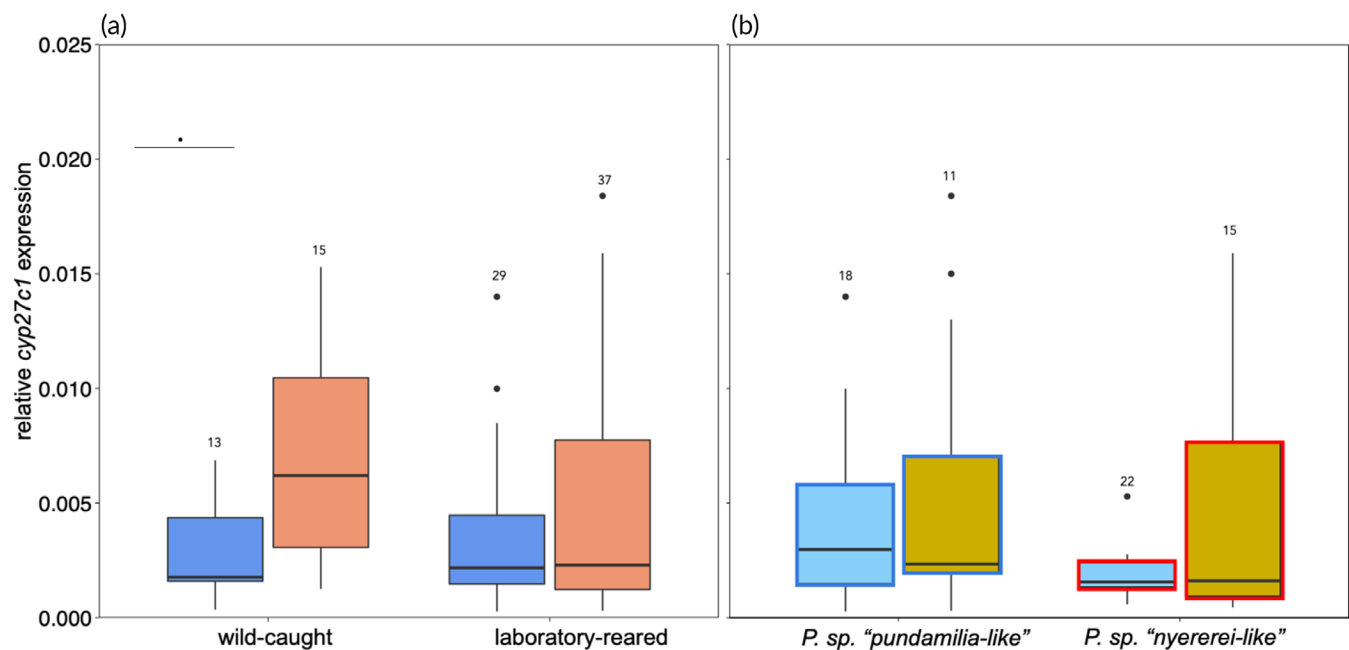 (a)
(b)
relative cyp27c1 expression
0.025
0.020
0.015
0.010
0.005
0.000
13
15
29
37
18
11
22
15
wild-caught
laboratory-reared
P. sp. “pundamilia-like”
P. sp. “nyererei-like”